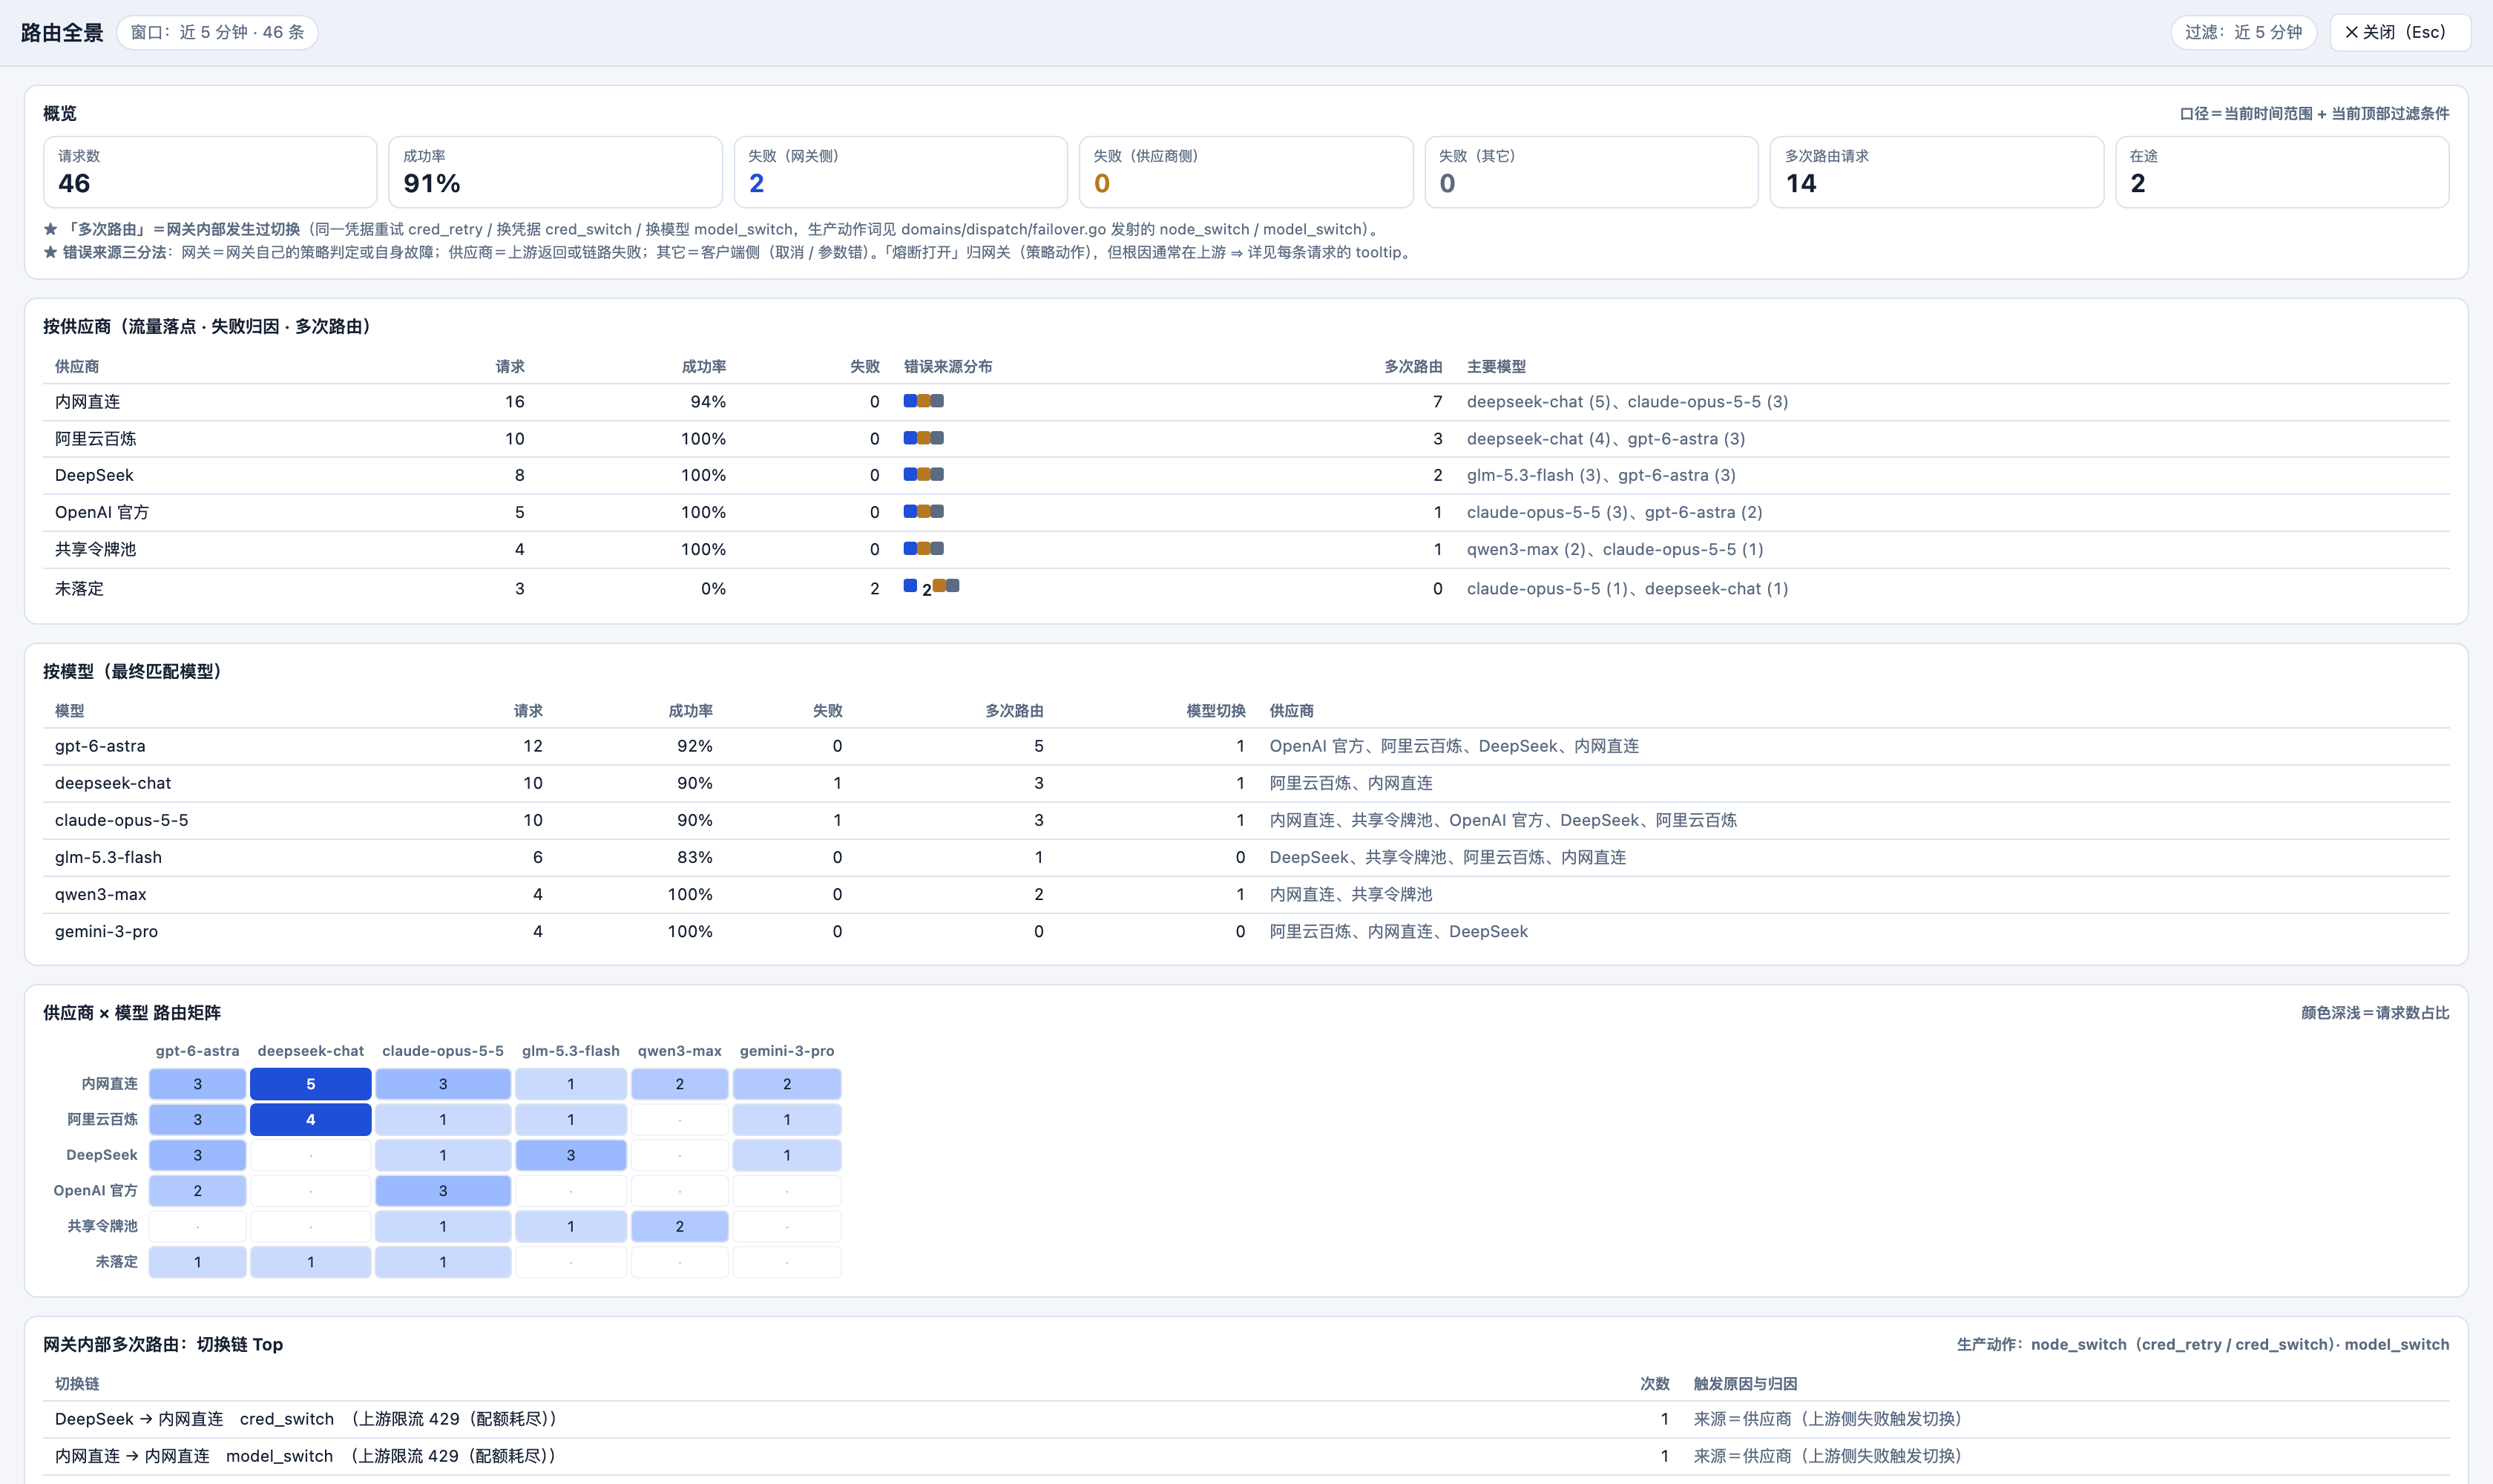 路由全景 窗口：近 5 分钟 · 46 条 过滤：近 5 分钟 ✕ 关闭（Esc）
概览 口径＝当前时间范围 + 当前顶部过滤条件
请求数 成功率 失败（网关侧） 失败（供应商侧） 失败（其它） 多次路由请求 在途
46 91% 2 0 0 14 2
★ 「多次路由」＝网关内部发生过切换（同一凭据重试 cred_retry / 换凭据 cred_switch / 换模型 model_switch，生产动作词见 domains/dispatch/failover.go 发射的 node_switch / model_switch）。
★ 错误来源三分法：网关＝网关自己的策略判定或自身故障；供应商＝上游返回或链路失败；其它＝客户端侧（取消 / 参数错）。「熔断打开」归网关（策略动作），但根因通常在上游 ⇒ 详见每条请求的 tooltip。
按供应商（流量落点 · 失败归因 · 多次路由）
供应商 请求 成功率 失败 错误来源分布 多次路由 主要模型
内网直连 16 94% 0 7 deepseek-chat (5)、claude-opus-5-5 (3)
阿里云百炼 10 100% 0 3 deepseek-chat (4)、gpt-6-astra (3)
DeepSeek 8 100% 0 2 glm-5.3-flash (3)、gpt-6-astra (3)
OpenAI 官方 5 100% 0 1 claude-opus-5-5 (3)、gpt-6-astra (2)
共享令牌池 4 100% 0 1 qwen3-max (2)、claude-opus-5-5 (1)
未落定 3 0% 2 2 0 claude-opus-5-5 (1)、deepseek-chat (1)
按模型（最终匹配模型）
模型 请求 成功率 失败 多次路由 模型切换 供应商
gpt-6-astra 12 92% 0 5 1 OpenAI 官方、阿里云百炼、DeepSeek、内网直连
deepseek-chat 10 90% 1 3 1 阿里云百炼、内网直连
claude-opus-5-5 10 90% 1 3 1 内网直连、共享令牌池、OpenAI 官方、DeepSeek、阿里云百炼
glm-5.3-flash 6 83% 0 1 0 DeepSeek、共享令牌池、阿里云百炼、内网直连
qwen3-max 4 100% 0 2 1 内网直连、共享令牌池
gemini-3-pro 4 100% 0 0 0 阿里云百炼、内网直连、DeepSeek
供应商 × 模型 路由矩阵 颜色深浅＝请求数占比
gpt-6-astra deepseek-chat claude-opus-5-5 glm-5.3-flash qwen3-max gemini-3-pro
内网直连 3 5 3 1 2 2
阿里云百炼 3 4 1 1 · 1
DeepSeek 3 · 1 3 · 1
OpenAI 官方 2 · 3 · · ·
共享令牌池 · · 1 1 2 ·
未落定 1 1 1 · · ·
网关内部多次路由：切换链 Top 生产动作：node_switch（cred_retry / cred_switch）· model_switch
切换链 次数 触发原因与归因
DeepSeek → 内网直连 cred_switch （上游限流 429（配额耗尽）） 1 来源＝供应商（上游侧失败触发切换）
内网直连 → 内网直连 model_switch （上游限流 429（配额耗尽）） 1 来源＝供应商（上游侧失败触发切换）